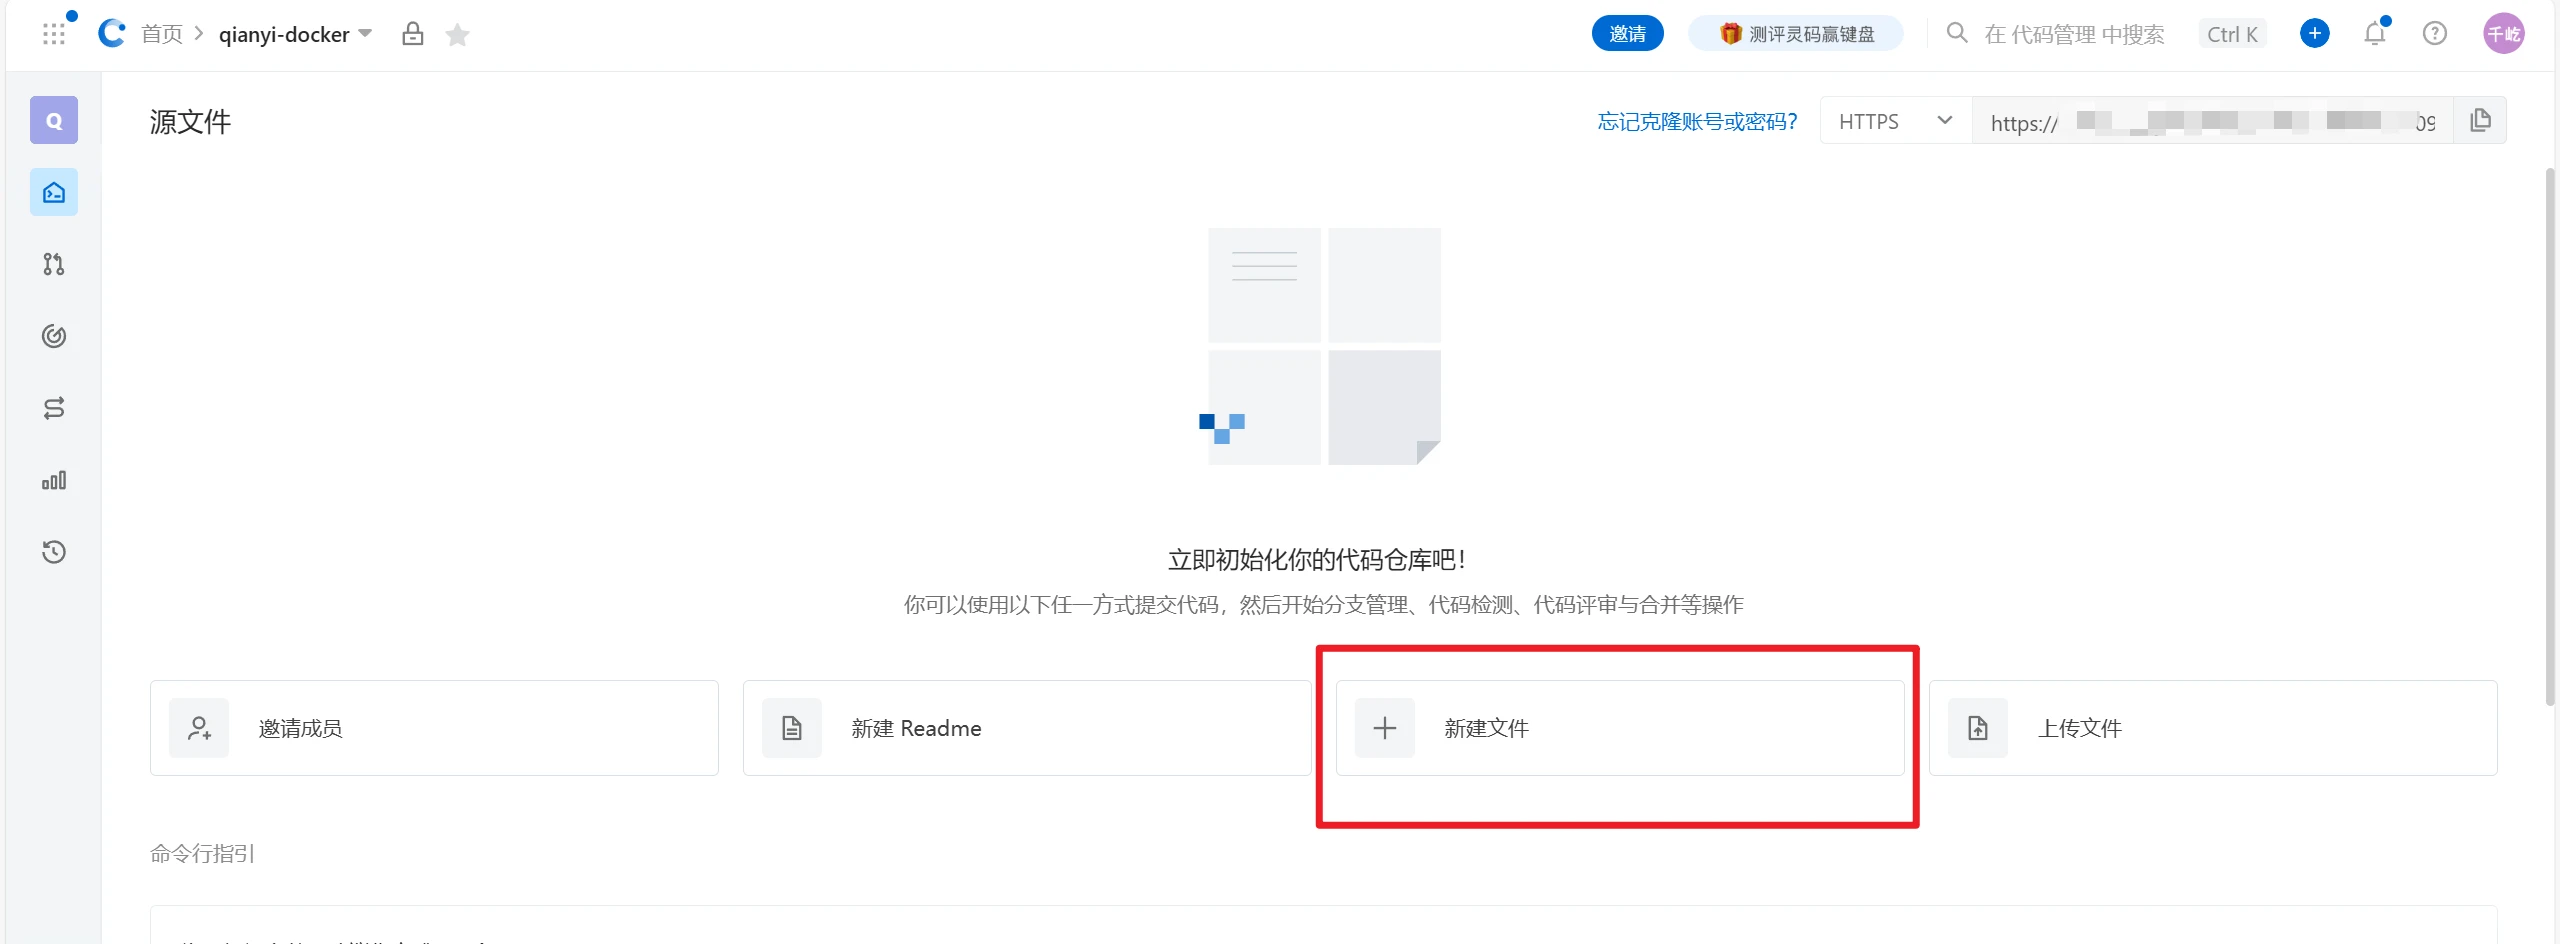 首页 > qianyi-docker
邀请
测评灵码赢键盘
在 代码管理 中搜索
Ctrl K
千屹
Q
源文件
忘记克隆账号或密码?
HTTPS
https://
09
立即初始化你的代码仓库吧！
你可以使用以下任一方式提交代码，然后开始分支管理、代码检测、代码评审与合并等操作
邀请成员
新建 Readme
新建文件
上传文件
命令行指引